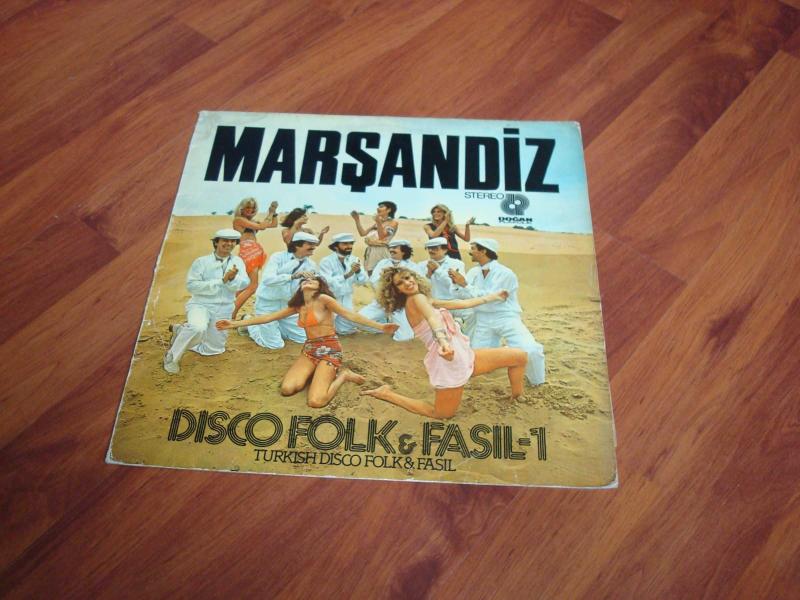 MARŞANDİZ
STEREO
DOĞAN
DISCO FOLK & FASIL-1
TURKISH DISCO FOLK & FASIL